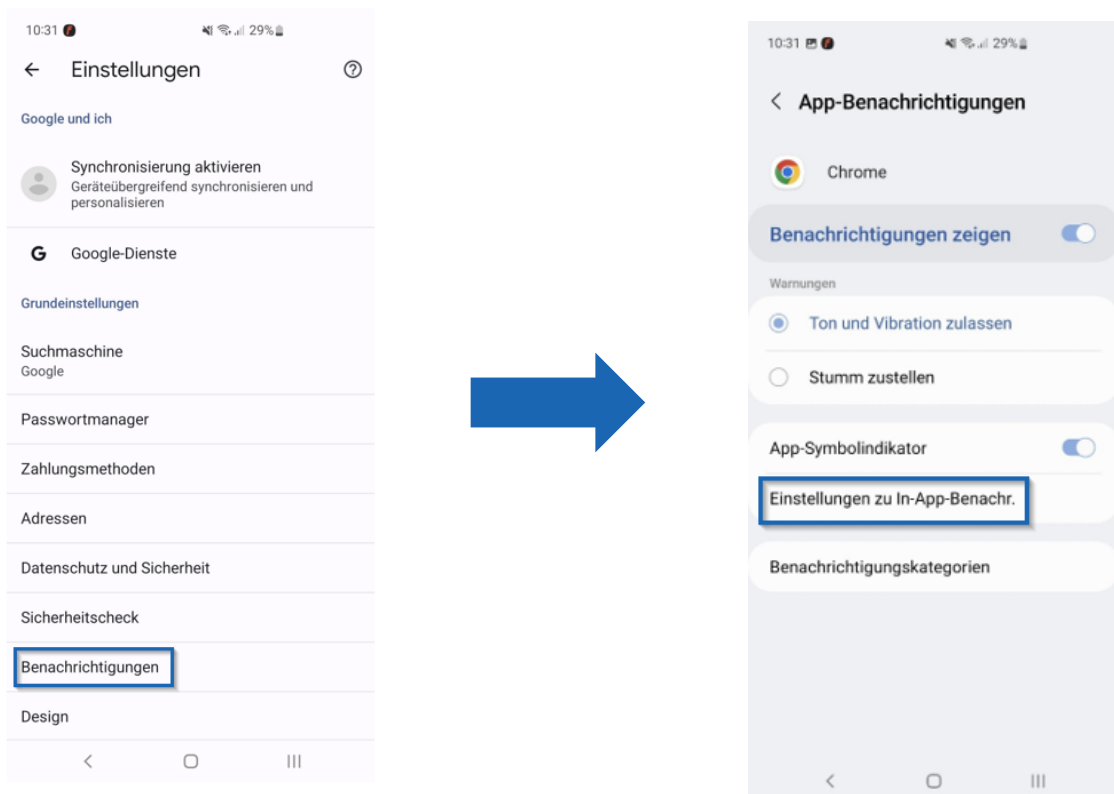 10:31 29%
Einstellungen
Google und ich
Synchronisierung aktivieren
Geräteübergreifend synchronisieren und
personalisieren
G Google-Dienste
Grundeinstellungen
Suchmaschine
Google
Passwortmanager
Zahlungsmethoden
Adressen
Datenschutz und Sicherheit
Sicherheitscheck
Benachrichtigungen
Design
10:31 29%
App-Benachrichtigungen
Chrome
Benachrichtigungen zeigen
Warnungen
Ton und Vibration zulassen
Stumm zustellen
App-Symbolindikator
Einstellungen zu In-App-Benachr.
Benachrichtigungskategorien